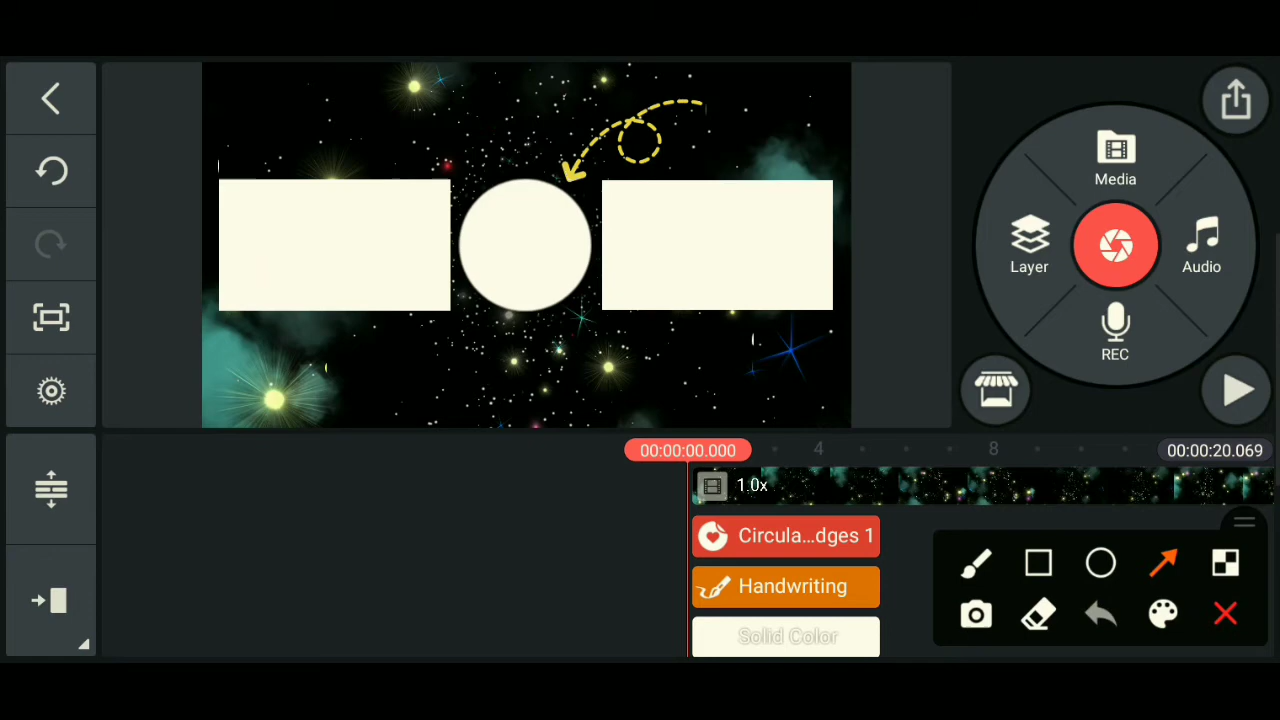 Media
Layer
Audio
REC
00:00:00.000
4
8
00:00:20.069
1.0x
Circula...dges 1
Handwriting
Solid Color